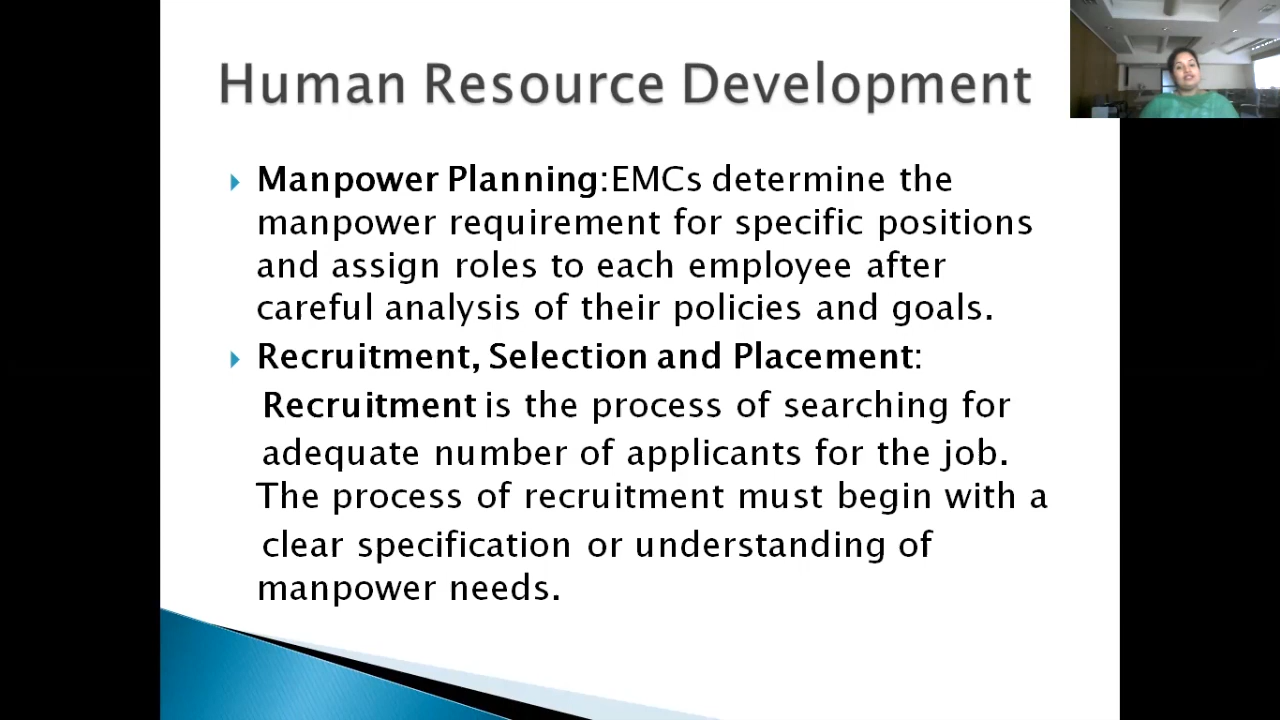 Human Resource Development
Manpower Planning:EMCs determine the
manpower requirement for specific positions
and assign roles to each employee after
careful analysis of their policies and goals.
Recruitment, Selection and Placement:
Recruitment is the process of searching for
adequate number of applicants for the job.
The process of recruitment must begin with a
clear specification or understanding of
manpower needs.